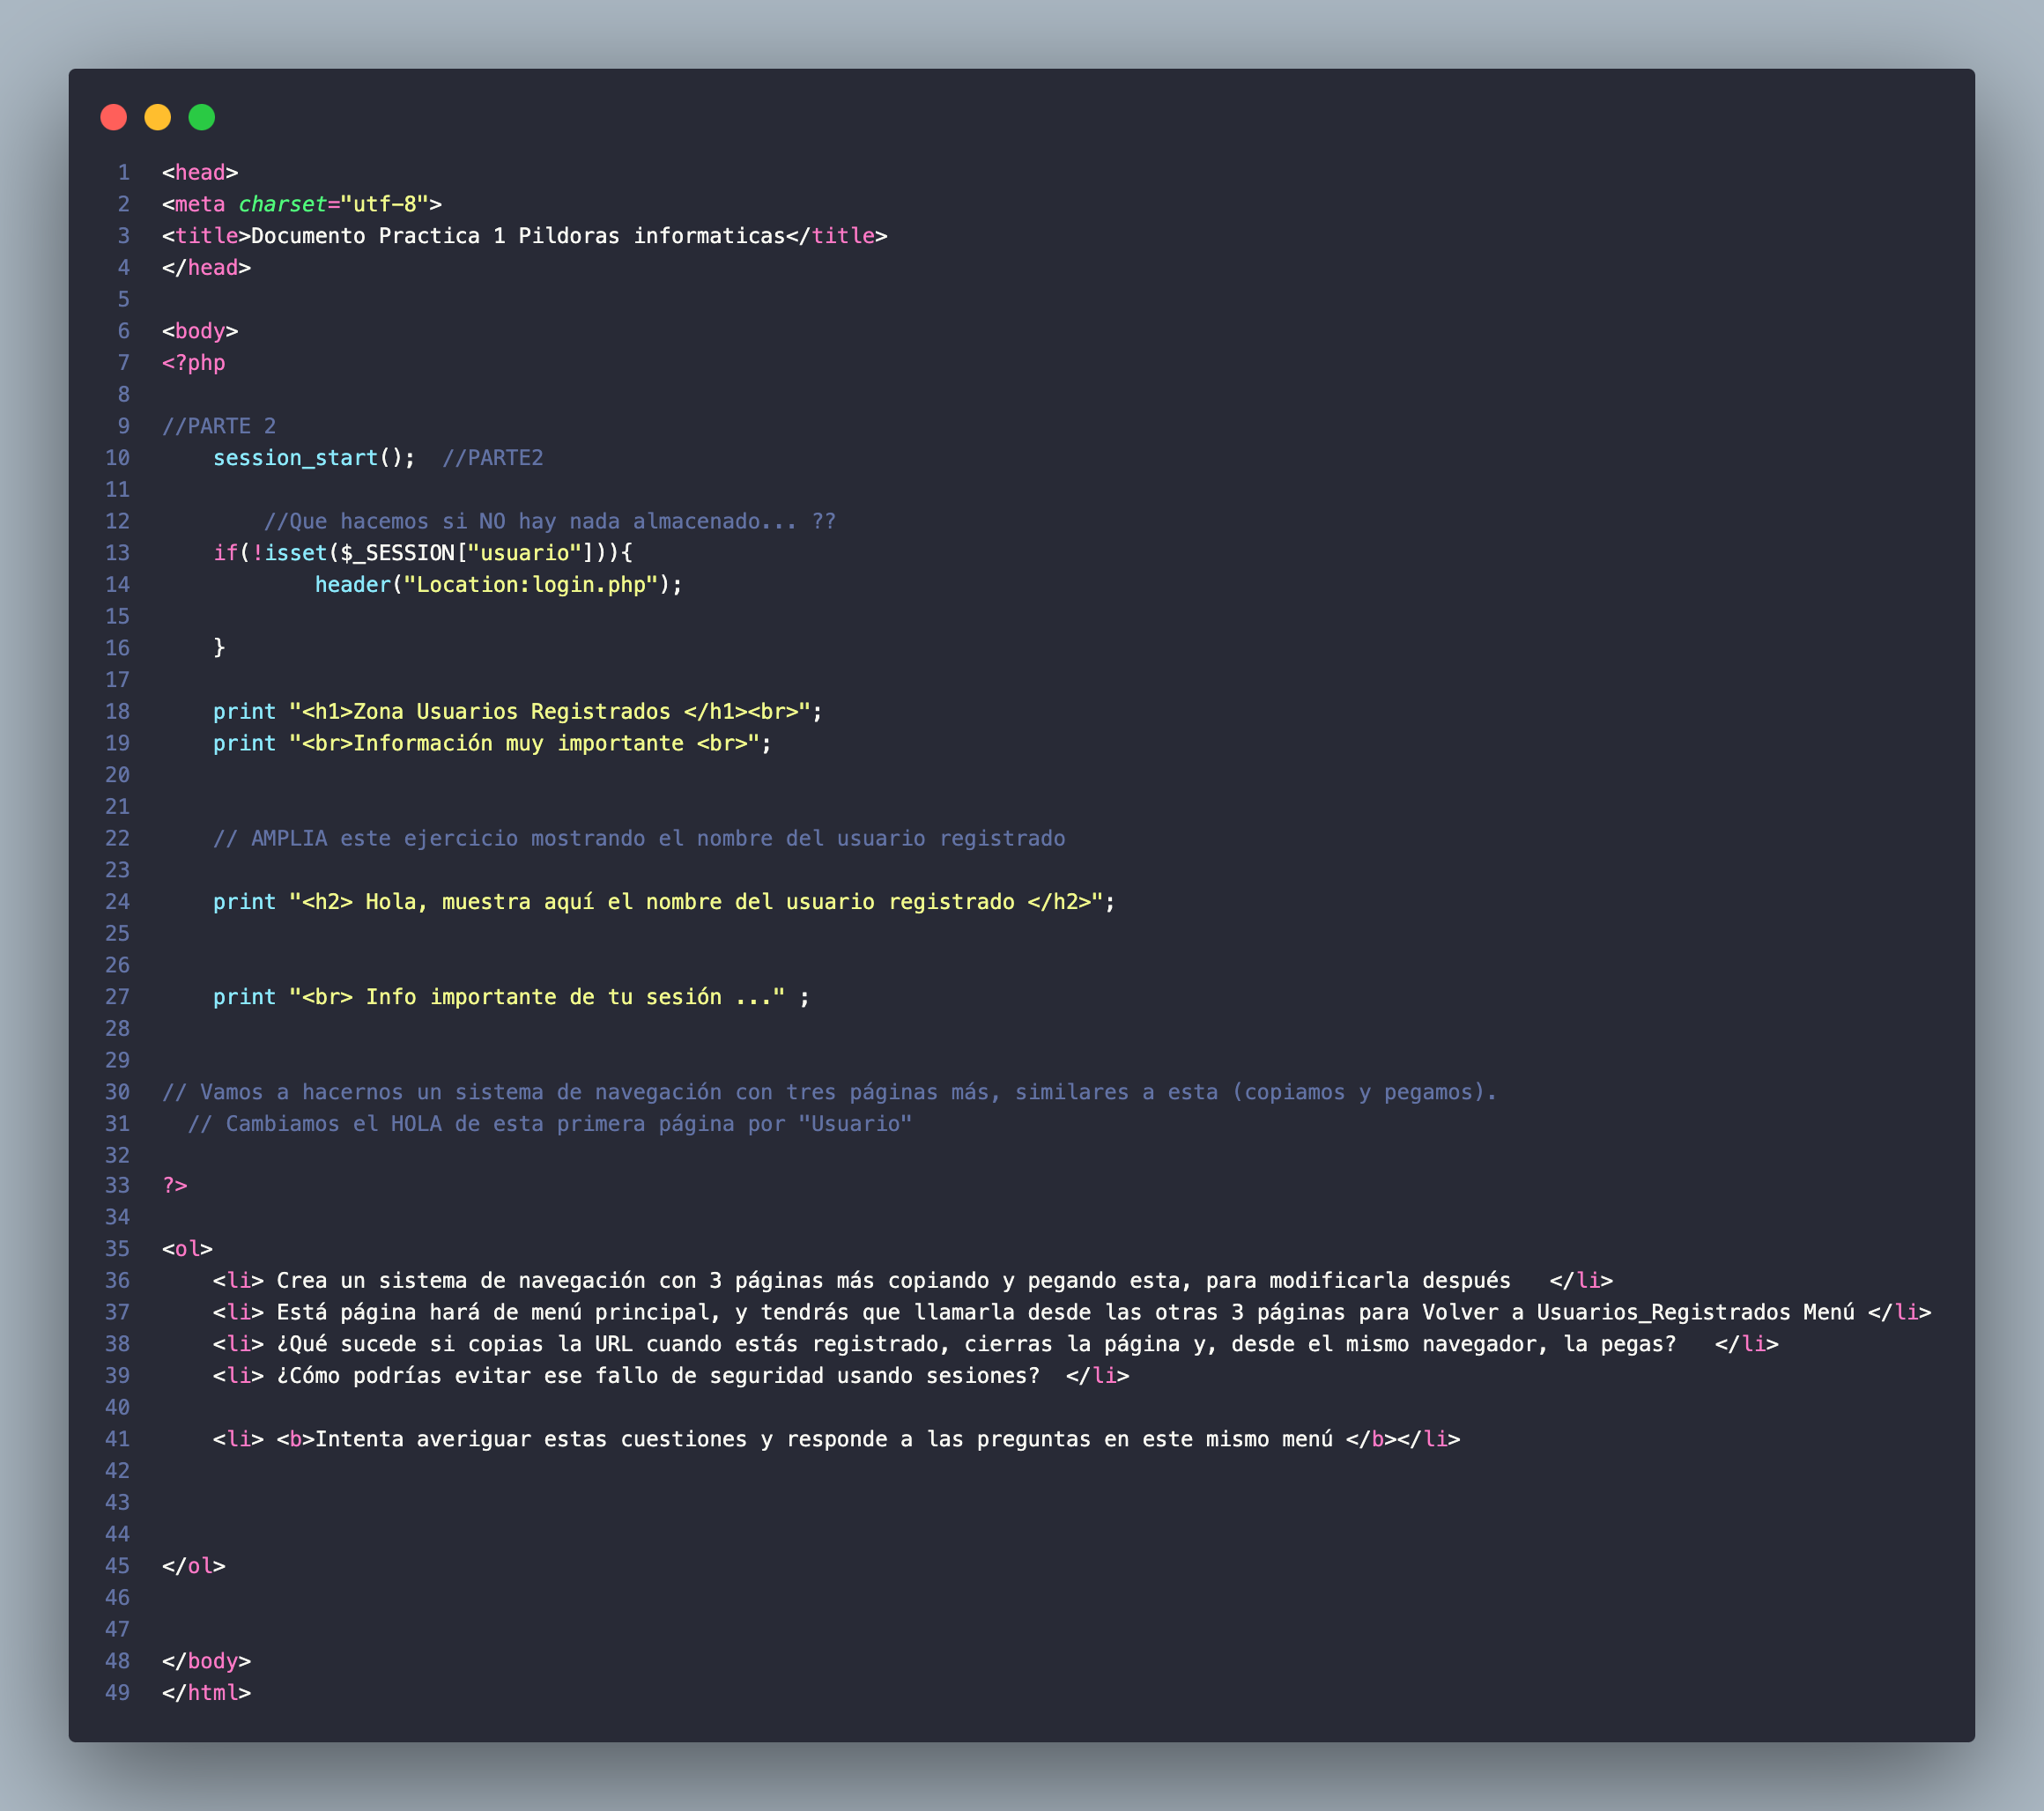 1 <head>
2 <meta charset="utf-8">
3 <title>Documento Practica 1 Pildoras informaticas</title>
4 </head>
5
6 <body>
7 <?php
8
9 //PARTE 2
10     session_start();  //PARTE2
11
12         //Que hacemos si NO hay nada almacenado... ??
13     if(!isset($_SESSION["usuario"])){
14             header("Location:login.php");
15
16     }
17
18     print "<h1>Zona Usuarios Registrados </h1><br>";
19     print "<br>Información muy importante <br>";
20
21
22     // AMPLIA este ejercicio mostrando el nombre del usuario registrado
23
24     print "<h2> Hola, muestra aquí el nombre del usuario registrado </h2>";
25
26
27     print "<br> Info importante de tu sesión ..." ;
28
29
30 // Vamos a hacernos un sistema de navegación con tres páginas más, similares a esta (copiamos y pegamos).
31   // Cambiamos el HOLA de esta primera página por "Usuario"
32
33 ?>
34
35 <ol>
36     <li> Crea un sistema de navegación con 3 páginas más copiando y pegando esta, para modificarla después   </li>
37     <li> Está página hará de menú principal, y tendrás que llamarla desde las otras 3 páginas para Volver a Usuarios_Registrados Menú </li>
38     <li> ¿Qué sucede si copias la URL cuando estás registrado, cierras la página y, desde el mismo navegador, la pegas?   </li>
39     <li> ¿Cómo podrías evitar ese fallo de seguridad usando sesiones?  </li>
40
41     <li> <b>Intenta averiguar estas cuestiones y responde a las preguntas en este mismo menú </b></li>
42
43
44
45 </ol>
46
47
48 </body>
49 </html>